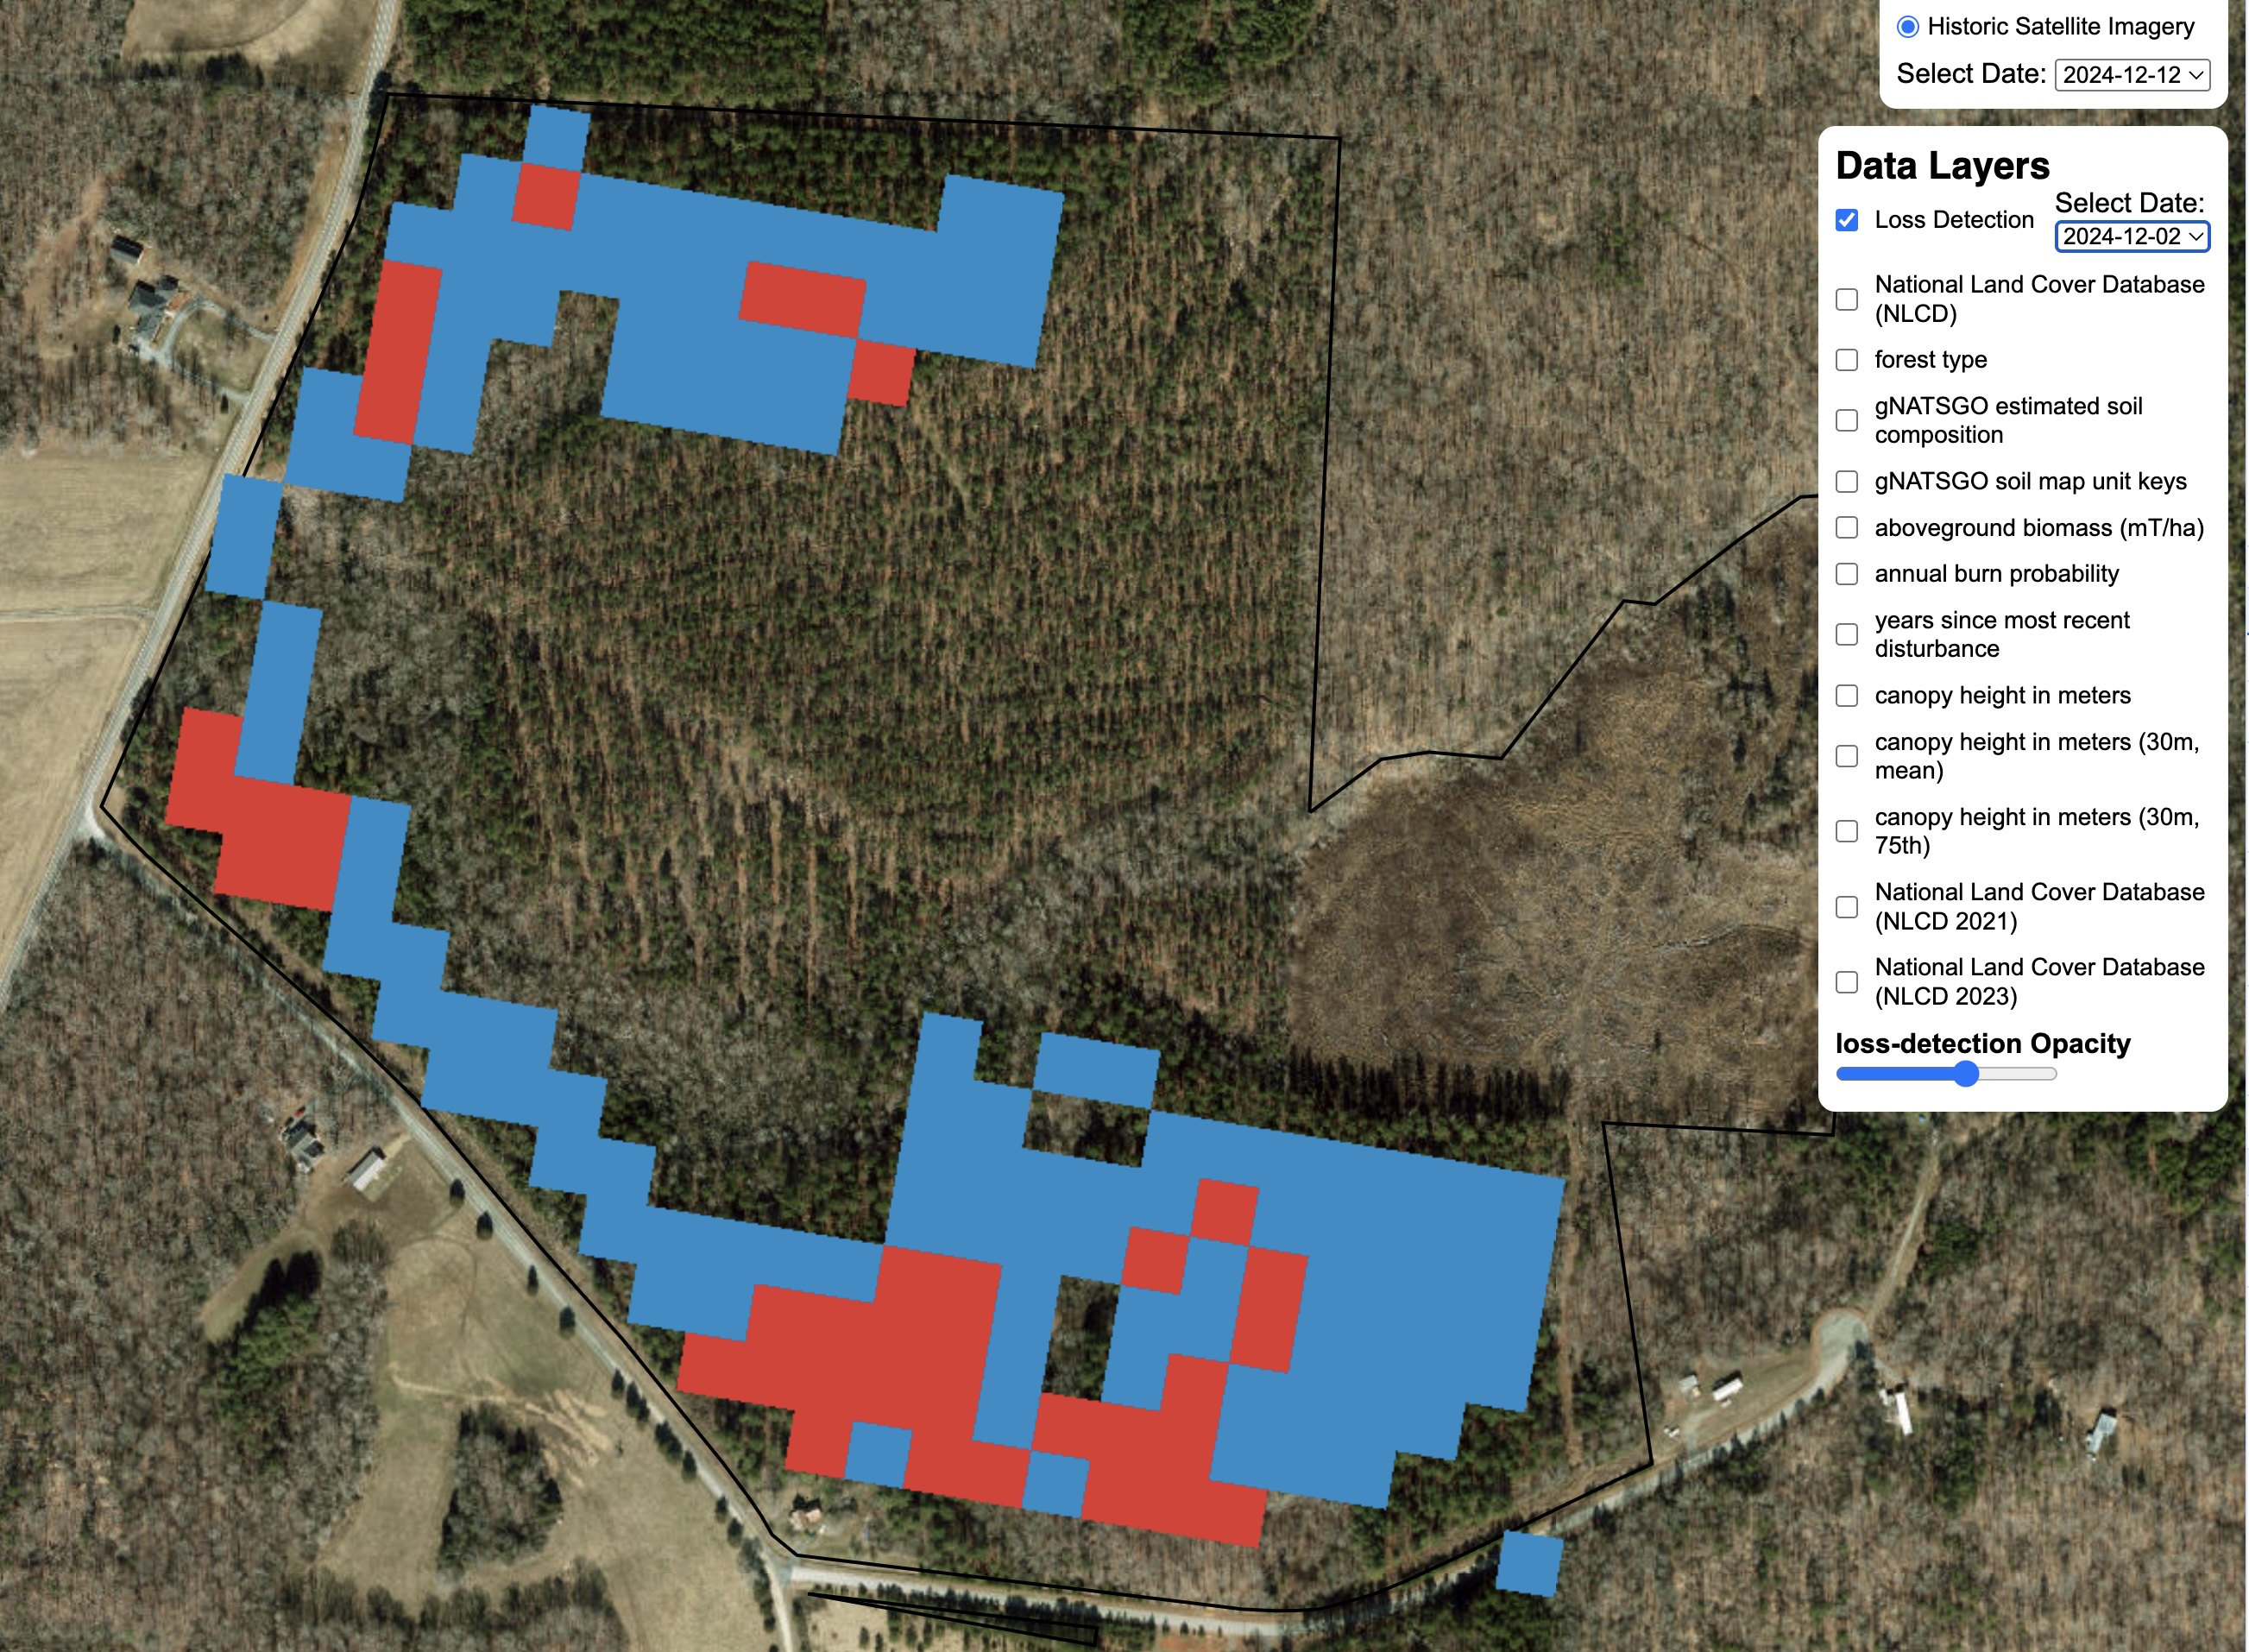 Historic Satellite Imagery
Select Date: 2024-12-12
Data Layers
Select Date:
Loss Detection
2024-12-02
National Land Cover Database
(NLCD)
forest type
gNATSGO estimated soil
composition
gNATSGO soil map unit keys
aboveground biomass (mT/ha)
annual burn probability
years since most recent
disturbance
canopy height in meters
canopy height in meters (30m,
mean)
canopy height in meters (30m,
75th)
National Land Cover Database
(NLCD 2021)
National Land Cover Database
(NLCD 2023)
loss-detection Opacity